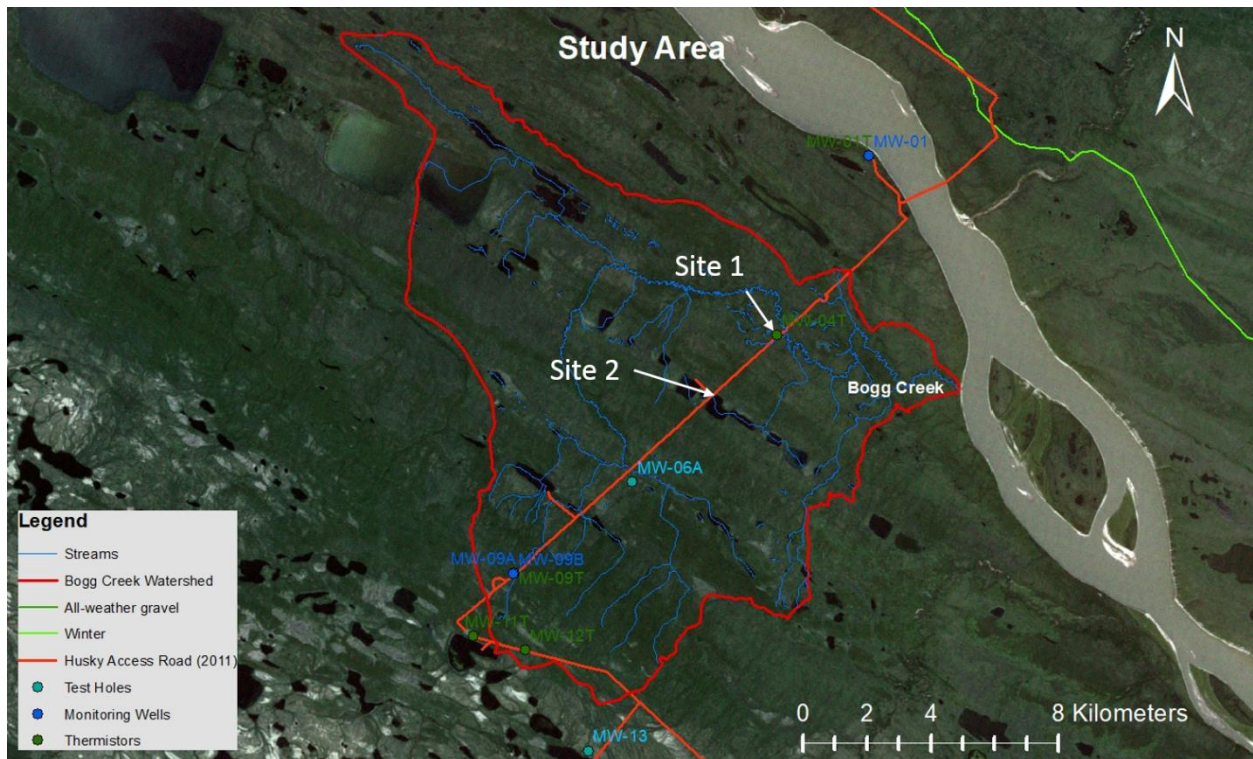 Study Area
N
MW-01T MW-01
Site 1
MW-04T
Site 2
Bogg Creek
MW-06A
MW-09A MW-09B
MW-09T
MW-11T
MW-12T
MW-13
Legend
Streams
Bogg Creek Watershed
All-weather gravel
Winter
Husky Access Road (2011)
Test Holes
Monitoring Wells
Thermistors
0 2 4 8 Kilometers